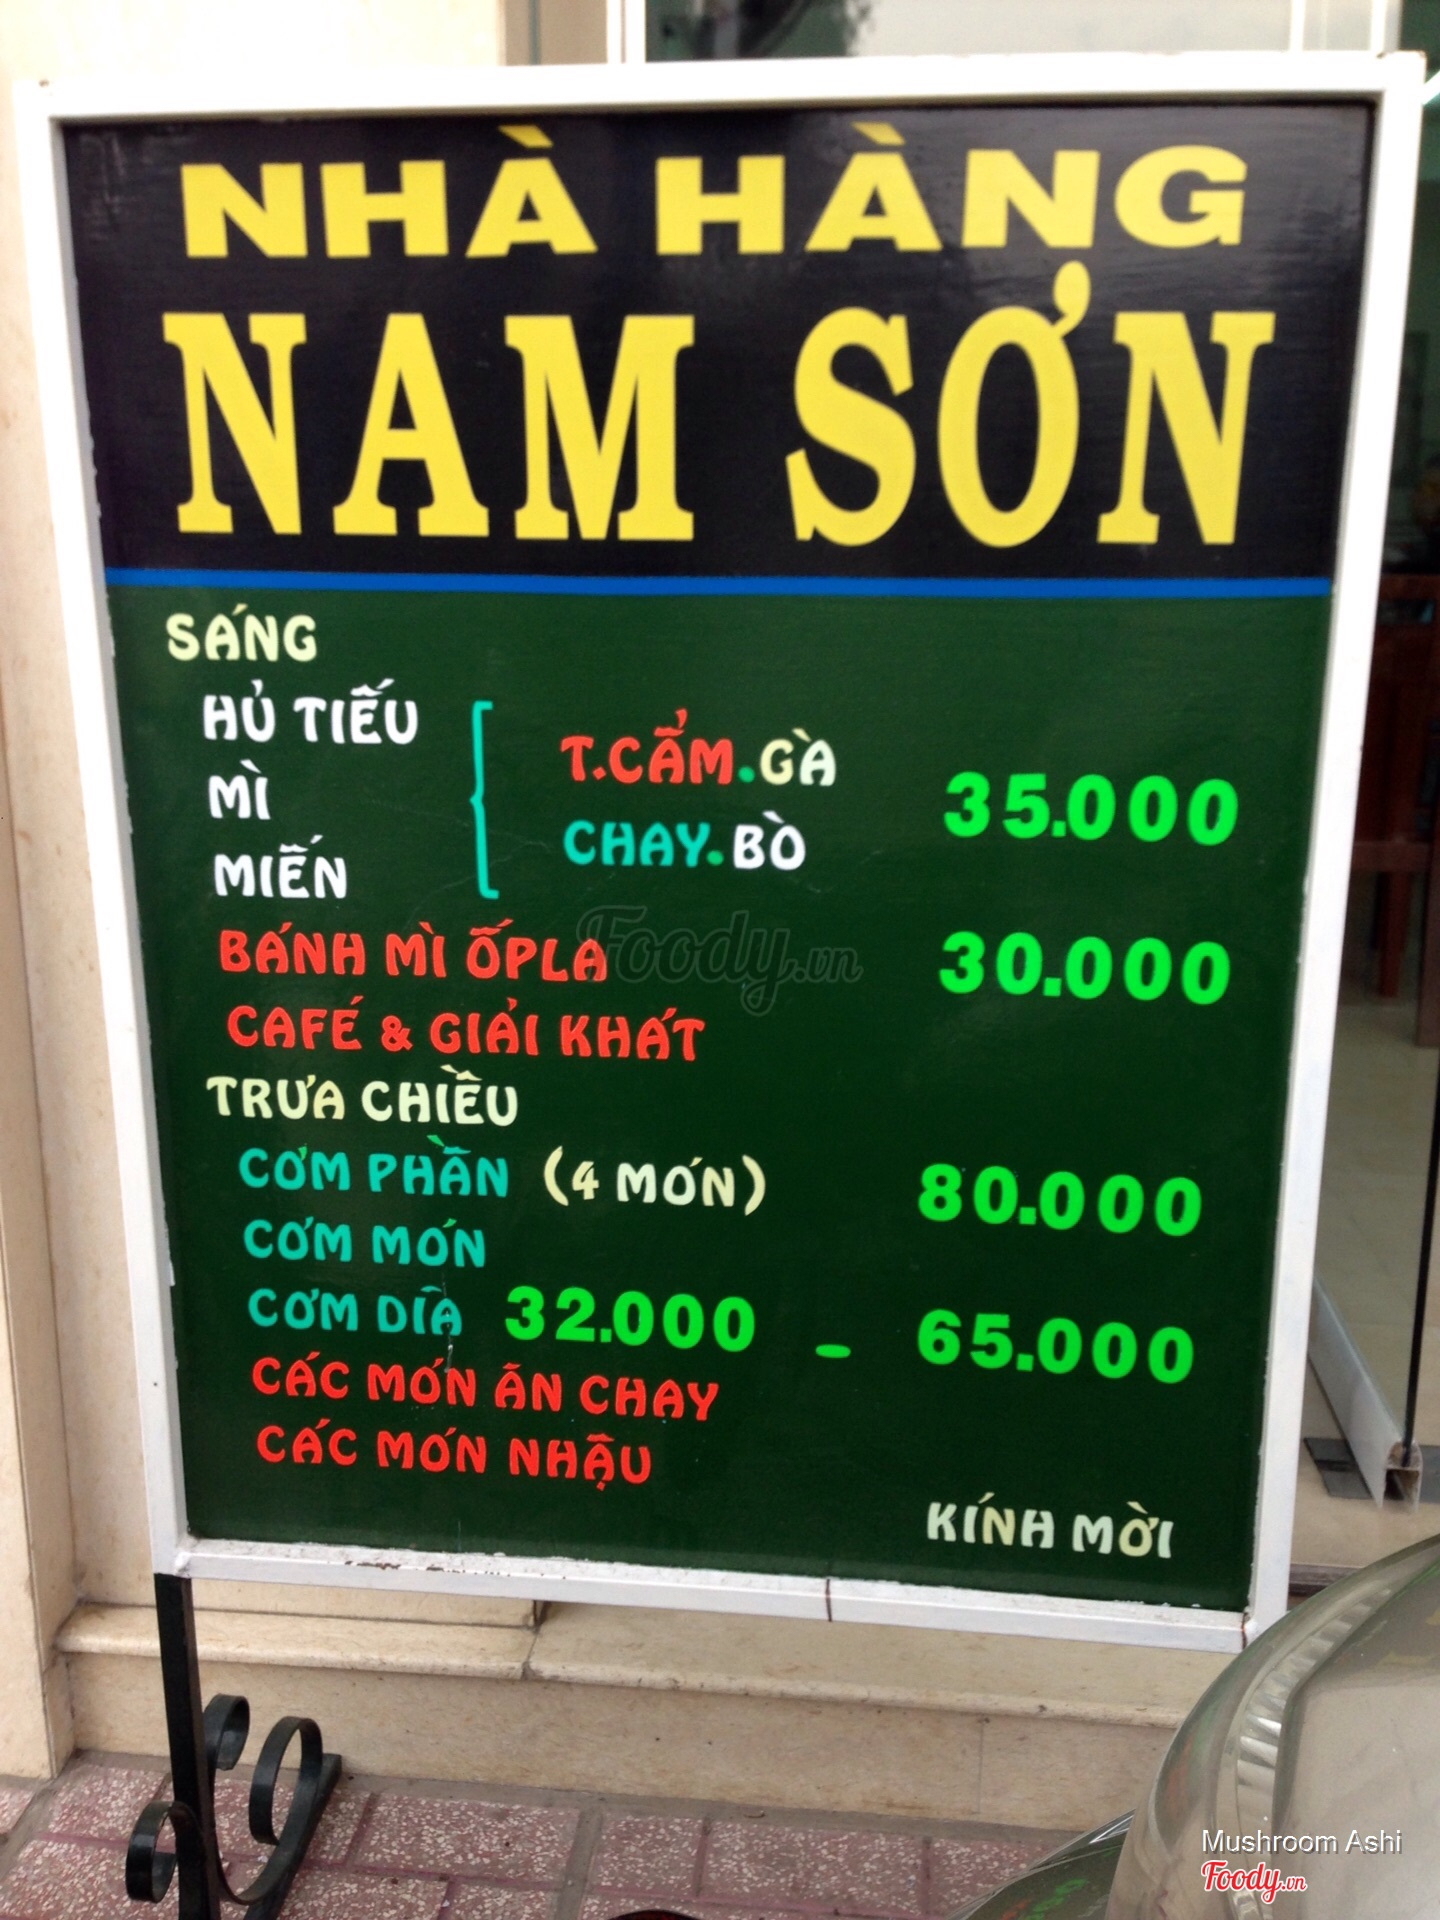 NHÀ HÀNG
NAM SƠN
SÁNG
HỦ TIẾU
MÌ
MIẾN
T.CẨM.GÀ
CHAY.BÒ
35.000
BÁNH MÌ ỐPLA 30.000
CAFÉ & GIẢI KHÁT
TRƯA CHIỀU
CƠM PHẦN (4 MÓN) 80.000
CƠM MÓN
CƠM DĨA 32.000 - 65.000
CÁC MÓN ĂN CHAY
CÁC MÓN NHẬU
KÍNH MỜI
Foody.vn
Mushroom Ashi
Foody.vn